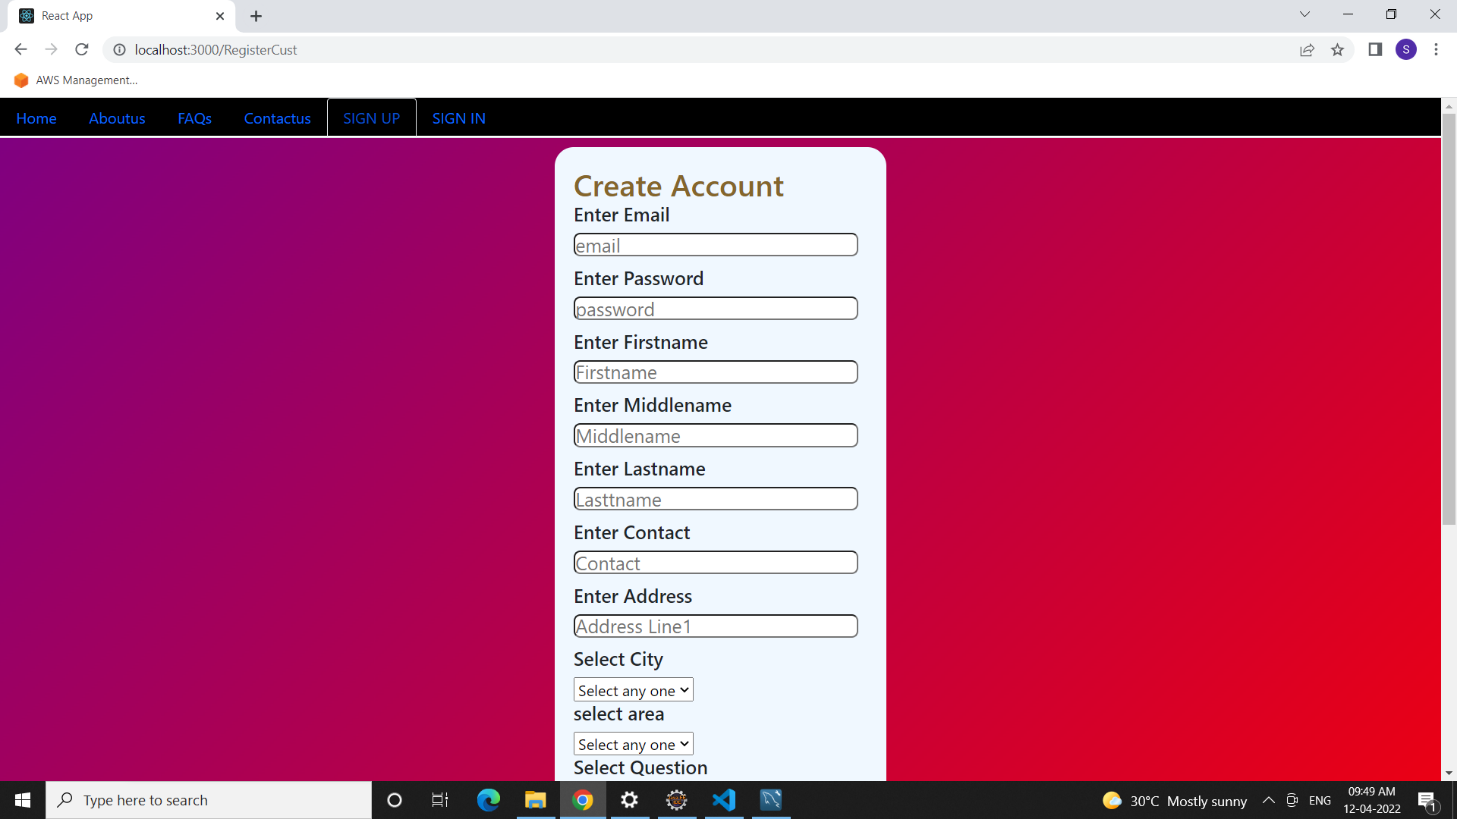 React App
localhost:3000/RegisterCust
S
AWS Management...
Home Aboutus FAQs Contactus SIGN UP SIGN IN
Create Account
Enter Email
email
Enter Password
password
Enter Firstname
Firstname
Enter Middlename
Middlename
Enter Lastname
Lasttname
Enter Contact
Contact
Enter Address
Address Line1
Select City
Select any one
select area
Select any one
Select Question
Type here to search
30°C Mostly sunny
ENG
09:49 AM
12-04-2022
1